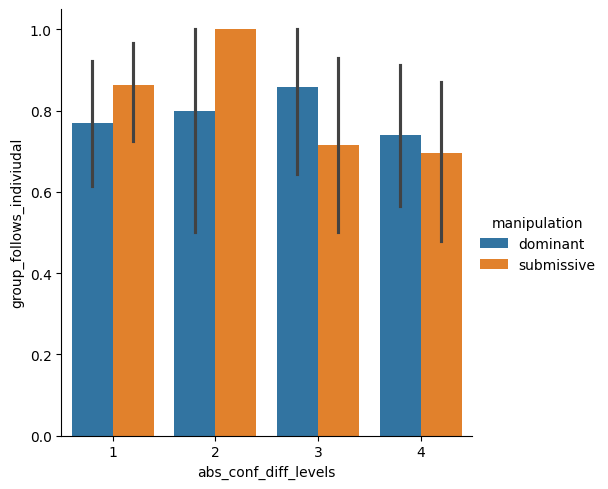 1.0
0.8
0.6
0.4
0.2
0.0
group_follows_indiviudal
1
2
3
4
abs_conf_diff_levels
manipulation
dominant
submissive